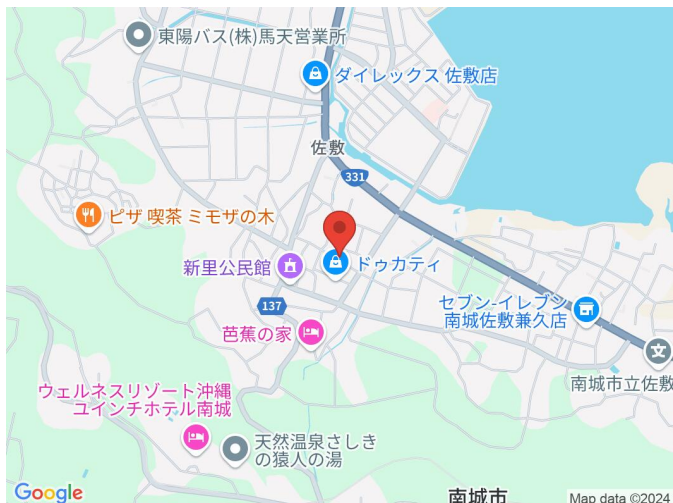 東陽バス(株)馬天営業所
ダイレックス 佐敷店
佐敷
331
ピザ 喫茶 ミモザの木
新里公民館
ドゥカティ
137
セブン-イレブン
南城佐敷兼久店
芭蕉の家
南城市立佐敷
ウェルネスリゾート沖縄
ユインチホテル南城
天然温泉さしき
の猿人の湯
南城市
Google
Map data ©2024